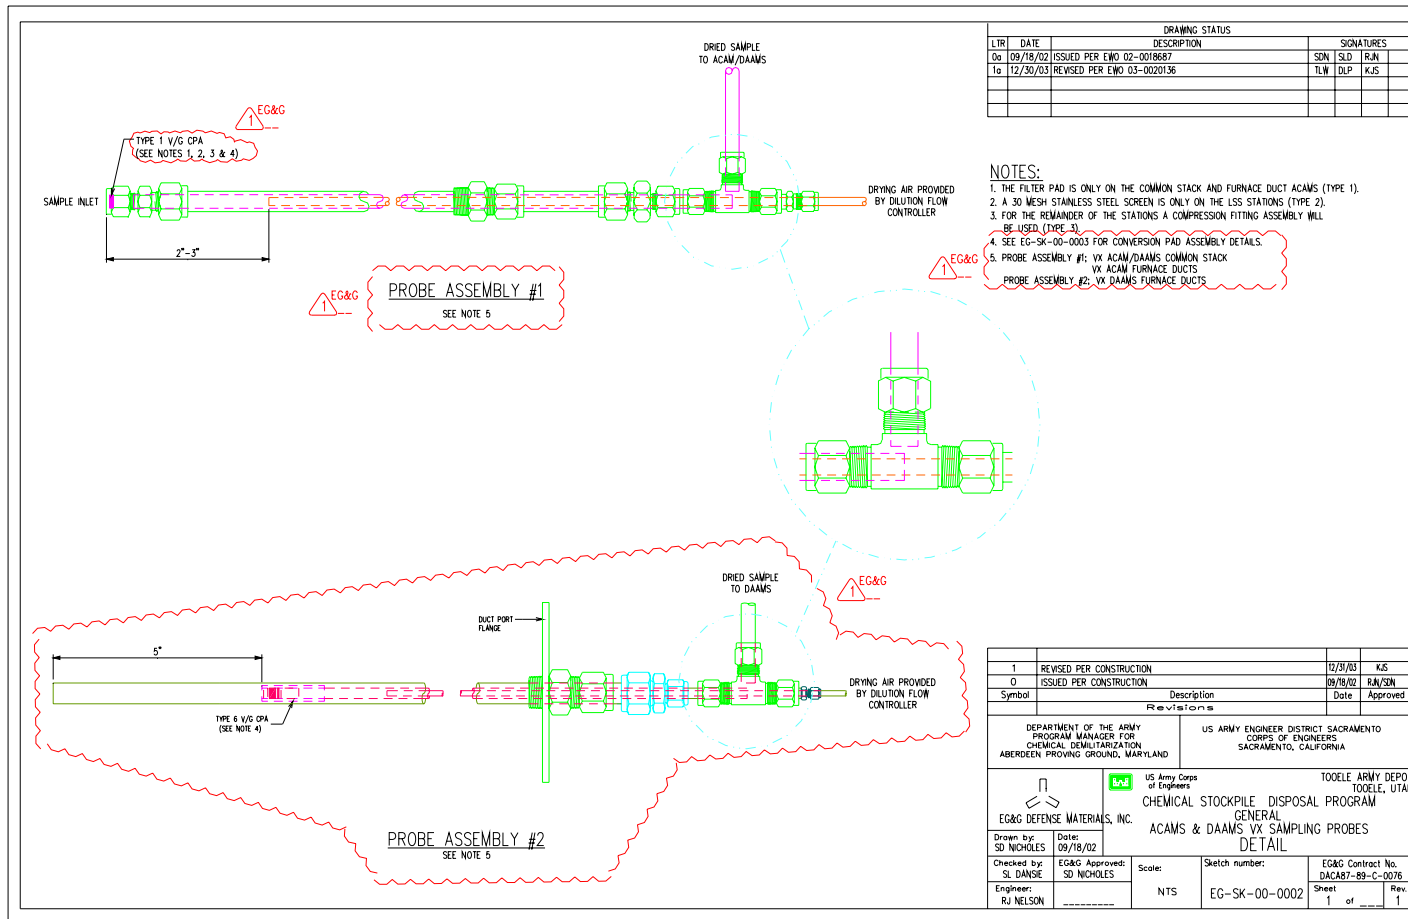 DRAWING STATUS
LTR DATE DESCRIPTION SIGNATURES
0a 09/18/02 ISSUED PER EWO 02-0018687 SDN SLD RJN
1a 12/30/03 REVISED PER EWO 03-0020136 TLW DLP KJS
DRIED SAMPLE
TO ACAM/DAAMS
1 EG&G
TYPE 1 V/G CPA
(SEE NOTES 1, 2, 3 & 4)
SAMPLE INLET
DRYING AIR PROVIDED
BY DILUTION FLOW
CONTROLLER
2"-3"
1 EG&G
PROBE ASSEMBLY #1
SEE NOTE 5
NOTES:
1. THE FILTER PAD IS ONLY ON THE COMMON STACK AND FURNACE DUCT ACAMS (TYPE 1).
2. A 30 MESH STAINLESS STEEL SCREEN IS ONLY ON THE LSS STATIONS (TYPE 2).
3. FOR THE REMAINDER OF THE STATIONS A COMPRESSION FITTING ASSEMBLY WILL
BE USED (TYPE 3).
4. SEE EG-SK-00-0003 FOR CONVERSION PAD ASSEMBLY DETAILS.
1 EG&G
5. PROBE ASSEMBLY #1; VX ACAM/DAAMS COMMON STACK
VX ACAM FURNACE DUCTS
PROBE ASSEMBLY #2; VX DAAMS FURNACE DUCTS
DRIED SAMPLE
TO DAAMS
1 EG&G
DUCT PORT
FLANGE
5"
DRYING AIR PROVIDED
BY DILUTION FLOW
CONTROLLER
TYPE 6 V/G CPA
(SEE NOTE 4)
PROBE ASSEMBLY #2
SEE NOTE 5
1 REVISED PER CONSTRUCTION 12/31/03 KJS
0 ISSUED PER CONSTRUCTION 09/18/02 RJN/SDN
Symbol Description Date Approved
Revisions
DEPARTMENT OF THE ARMY
PROGRAM MANAGER FOR
CHEMICAL DEMILITARIZATION
ABERDEEN PROVING GROUND, MARYLAND
US ARMY ENGINEER DISTRICT SACRAMENTO
CORPS OF ENGINEERS
SACRAMENTO, CALIFORNIA
EG&G DEFENSE MATERIALS, INC.
US Army Corps
of Engineers
TOOELE ARMY DEPO
TOOELE, UTA
CHEMICAL STOCKPILE DISPOSAL PROGRAM
GENERAL
ACAMS & DAAMS VX SAMPLING PROBES
DETAIL
Drawn by: SD NICHOLES
Date: 09/18/02
Checked by: SL DANSIE
EG&G Approved: SD NICHOLES
Scale: NTS
Sketch number: EG-SK-00-0002
EG&G Contract No. DACA87-89-C-0076
Engineer: RJ NELSON
Sheet 1 of ___
Rev. 1